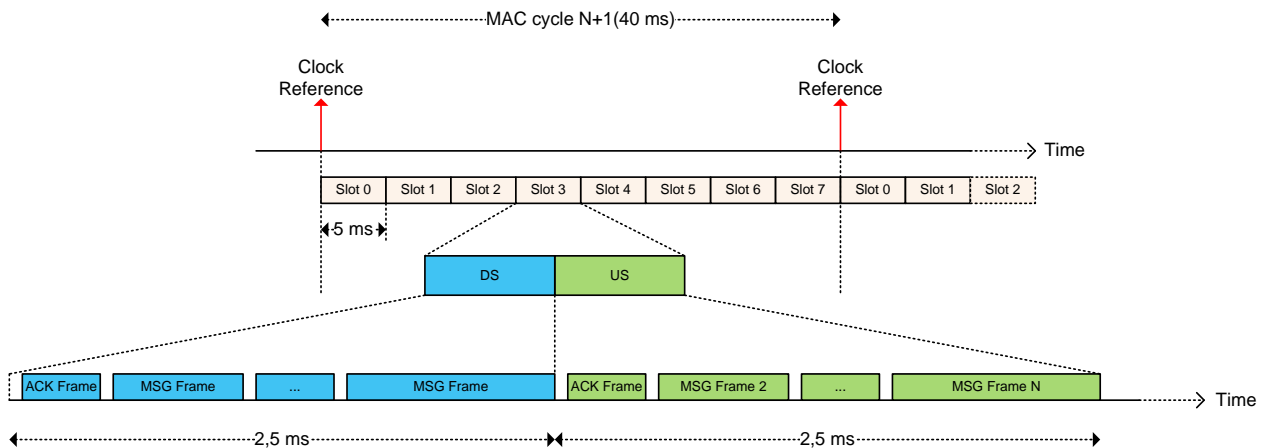 MAC cycle N+1(40 ms)
Clock
Reference
Clock
Reference
Time
Slot 0 Slot 1 Slot 2 Slot 3 Slot 4 Slot 5 Slot 6 Slot 7 Slot 0 Slot 1 Slot 2
5 ms
DS US
ACK Frame MSG Frame ... MSG Frame ACK Frame MSG Frame 2 ... MSG Frame N
Time
2,5 ms 2,5 ms